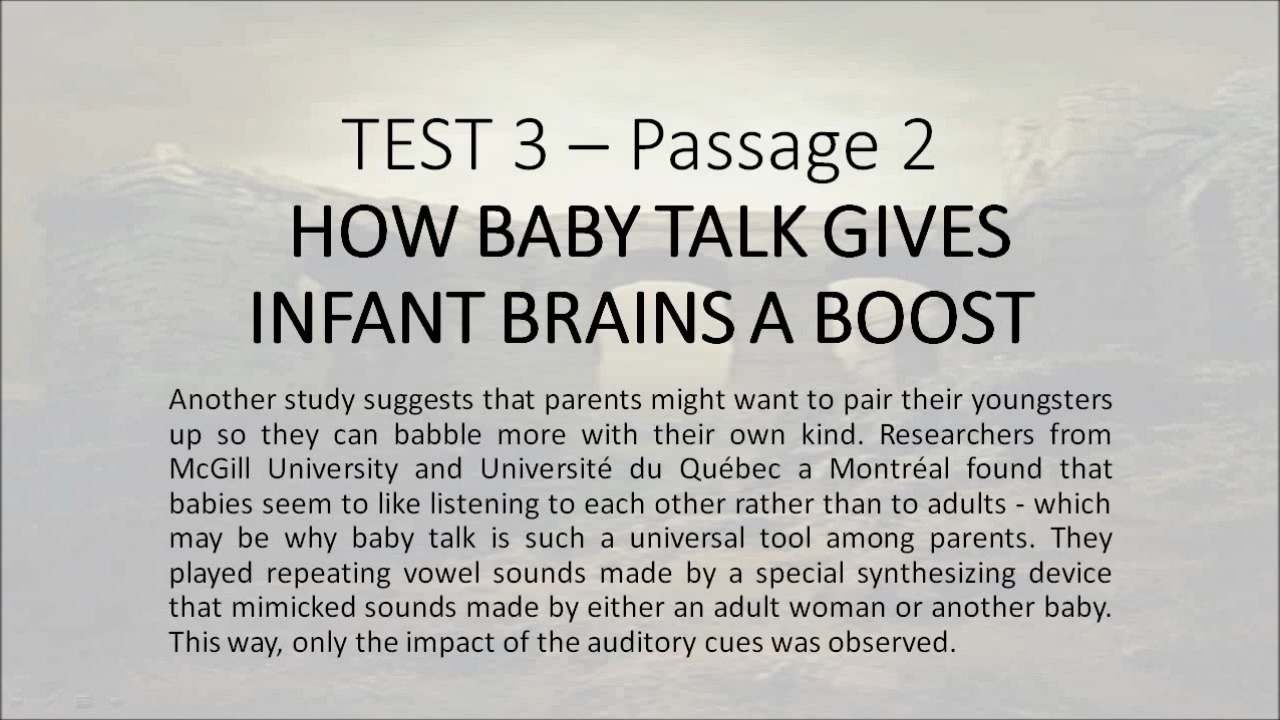 TEST 3 – Passage 2
HOW BABY TALK GIVES
INFANT BRAINS A BOOST
Another study suggests that parents might want to pair their youngsters
up so they can babble more with their own kind. Researchers from
McGill University and Université du Québec a Montréal found that
babies seem to like listening to each other rather than to adults - which
may be why baby talk is such a universal tool among parents. They
played repeating vowel sounds made by a special synthesizing device
that mimicked sounds made by either an adult woman or another baby.
This way, only the impact of the auditory cues was observed.